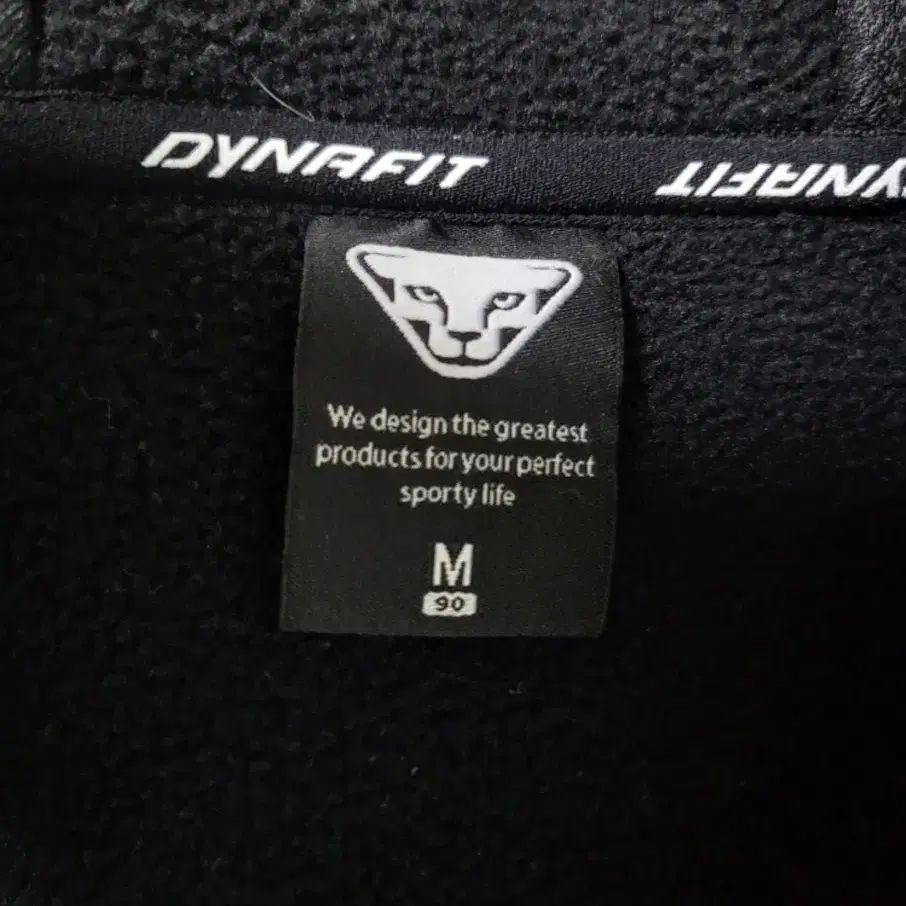 DYNAFIT
DYNAFIT
We design the greatest
products for your perfect
sporty life
M
90